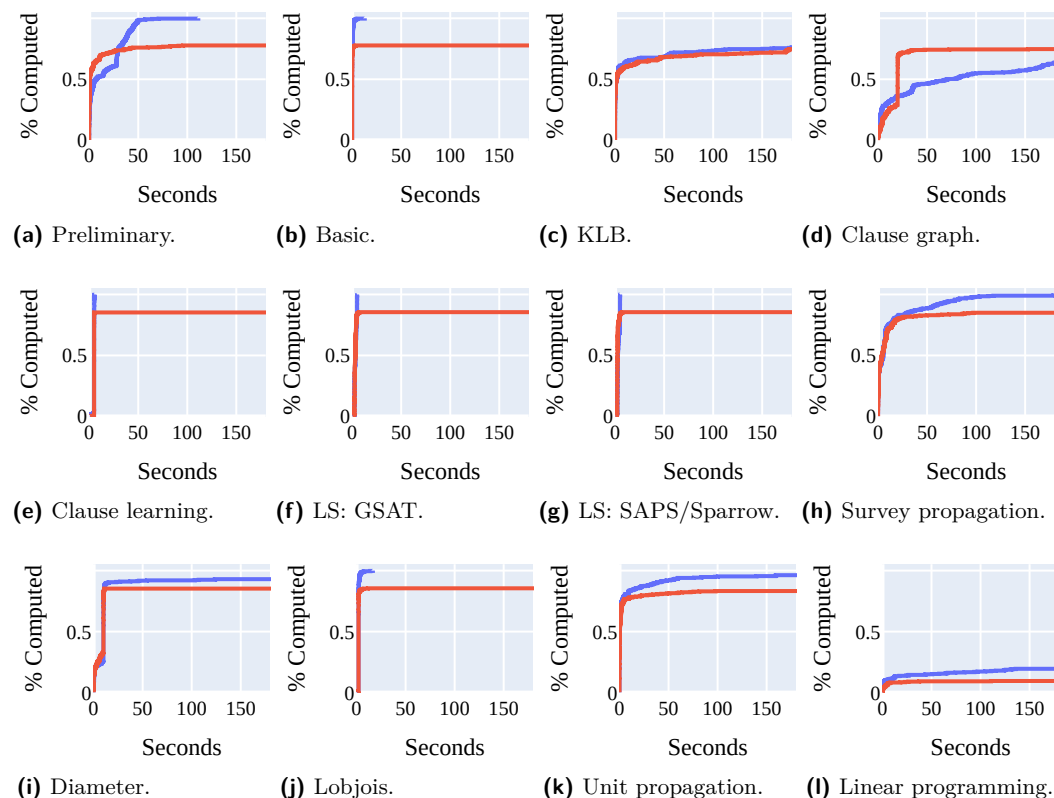 % Computed
0.5
0
0 50 100 150
Seconds
(a) Preliminary.
% Computed
0.5
0
0 50 100 150
Seconds
(b) Basic.
% Computed
0.5
0
0 50 100 150
Seconds
(c) KLB.
% Computed
0.5
0
0 50 100 150
Seconds
(d) Clause graph.
% Computed
0.5
0
0 50 100 150
Seconds
(e) Clause learning.
% Computed
0.5
0
0 50 100 150
Seconds
(f) LS: GSAT.
% Computed
0.5
0
0 50 100 150
Seconds
(g) LS: SAPS/Sparrow.
% Computed
0.5
0
0 50 100 150
Seconds
(h) Survey propagation.
% Computed
0.5
0
0 50 100 150
Seconds
(i) Diameter.
% Computed
0.5
0
0 50 100 150
Seconds
(j) Lobjois.
% Computed
0.5
0
0 50 100 150
Seconds
(k) Unit propagation.
% Computed
0.5
0
0 50 100 150
Seconds
(l) Linear programming.